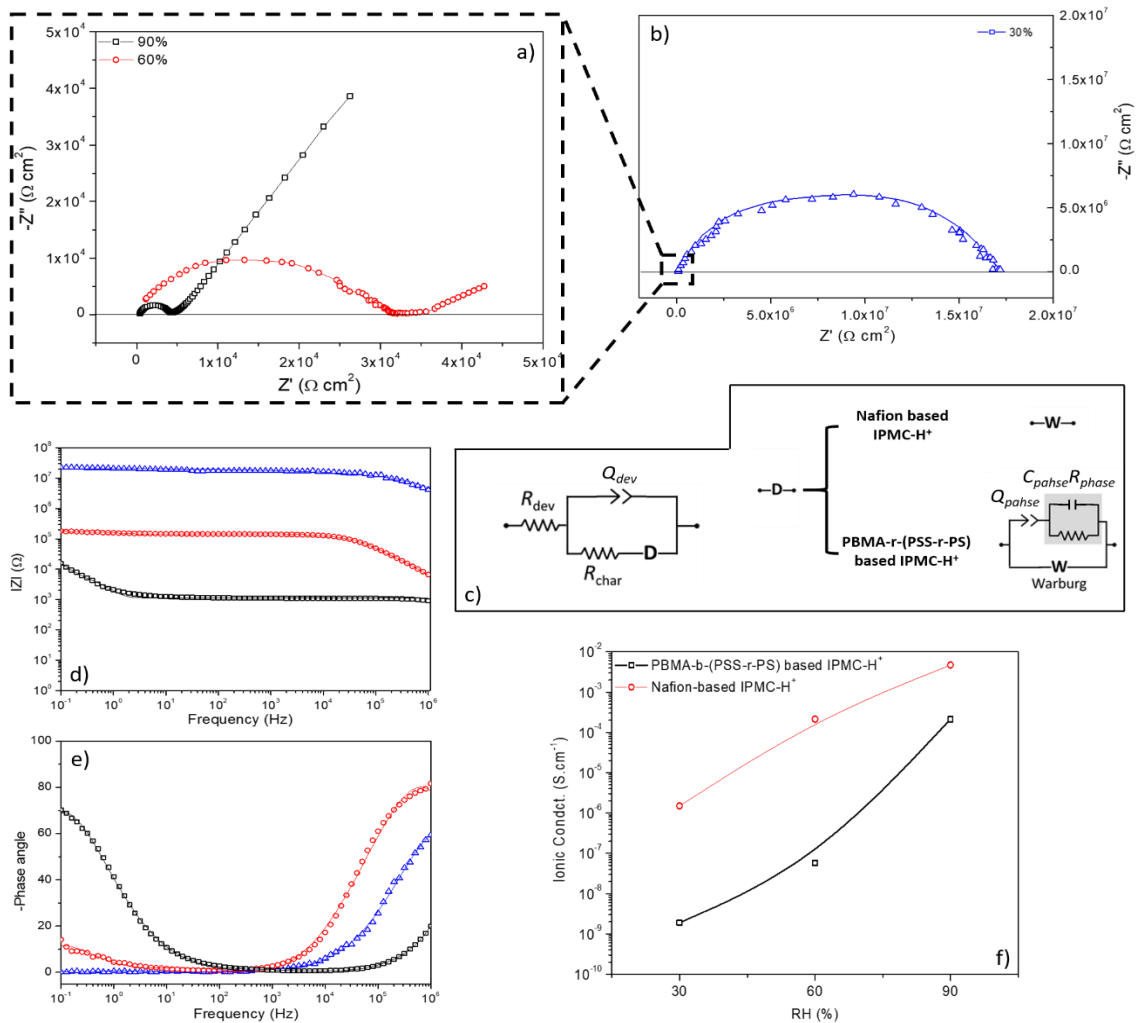 a)
90%
60%
5x10⁴
4x10⁴
3x10⁴
2x10⁴
1x10⁴
0
-Z" (Ω cm²)
0 1x10⁴ 2x10⁴ 3x10⁴ 4x10⁴ 5x10⁴
Z' (Ω cm²)
b)
30%
2.0x10⁷
1.5x10⁷
1.0x10⁷
5.0x10⁶
0.0
-Z" (Ω cm²)
0.0 5.0x10⁶ 1.0x10⁷ 1.5x10⁷ 2.0x10⁷
Z' (Ω cm²)
c)
R_dev
Q_dev
R_char
D
D
Nafion based
IPMC-H⁺
W
PBMA-r-(PSS-r-PS)
based IPMC-H⁺
C_pahse R_phase
Q_pahse
W
Warburg
d)
10⁸
10⁷
10⁶
10⁵
10⁴
10³
10²
10¹
10⁰
IZI (Ω)
10⁻¹ 10⁰ 10¹ 10² 10³ 10⁴ 10⁵ 10⁶
Frequency (Hz)
e)
100
80
60
40
20
0
-Phase angle
10⁻¹ 10⁰ 10¹ 10² 10³ 10⁴ 10⁵ 10⁶
Frequency (Hz)
f)
PBMA-b-(PSS-r-PS) based IPMC-H⁺
Nafion-based IPMC-H⁺
10⁻²
10⁻³
10⁻⁴
10⁻⁵
10⁻⁶
10⁻⁷
10⁻⁸
10⁻⁹
10⁻¹⁰
Ionic Condct. (S.cm⁻¹)
30 60 90
RH (%)